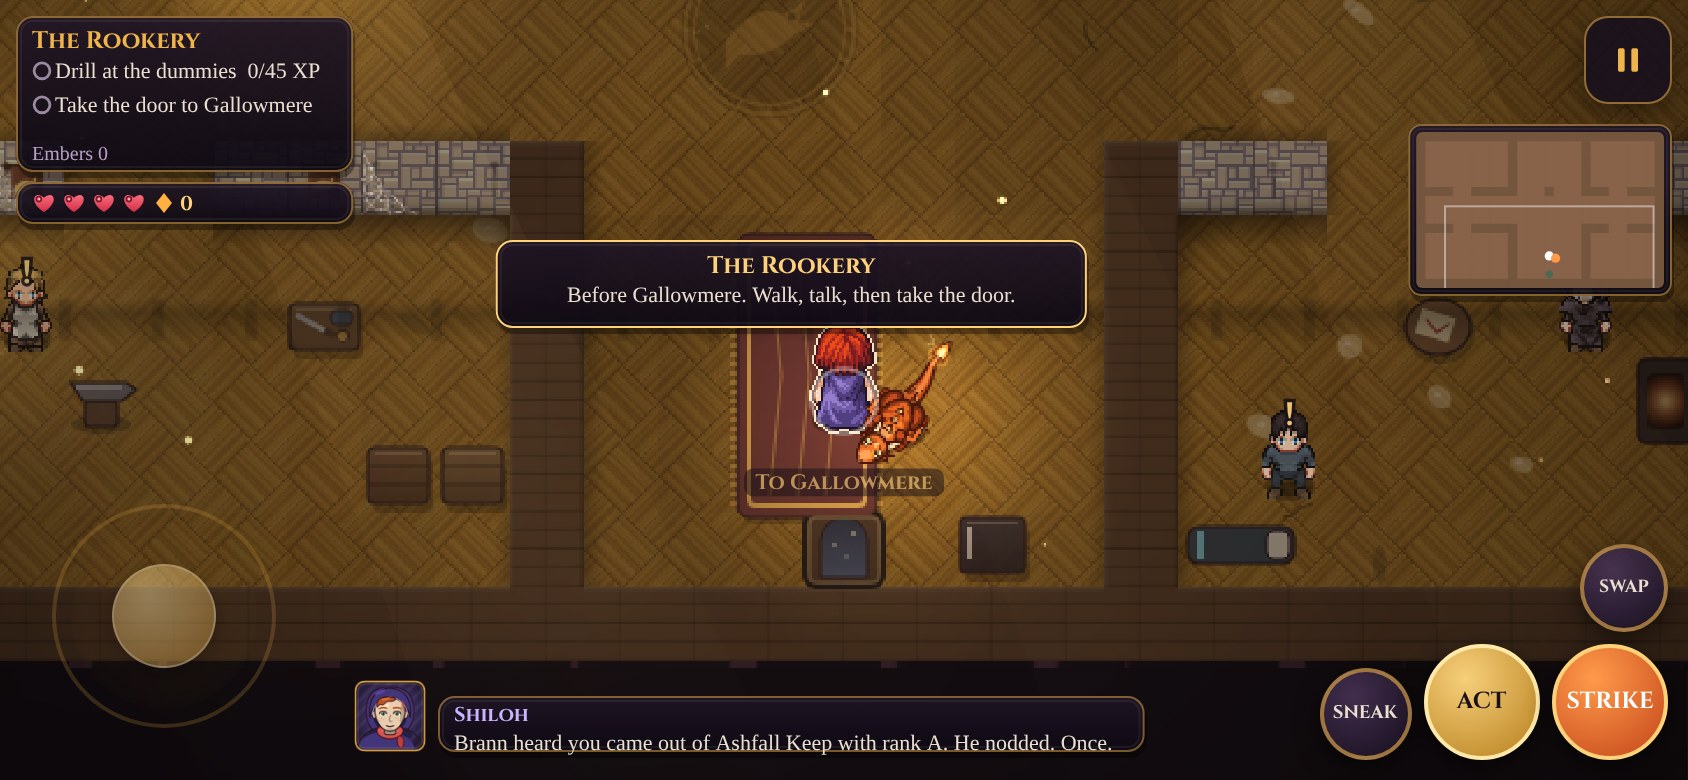 The Rookery
Drill at the dummies 0/45 XP
Take the door to Gallowmere
Embers 0
0
The Rookery
Before Gallowmere. Walk, talk, then take the door.
To Gallowmere
SWAP
SNEAK
ACT
STRIKE
Shiloh
Brann heard you came out of Ashfall Keep with rank A. He nodded. Once.